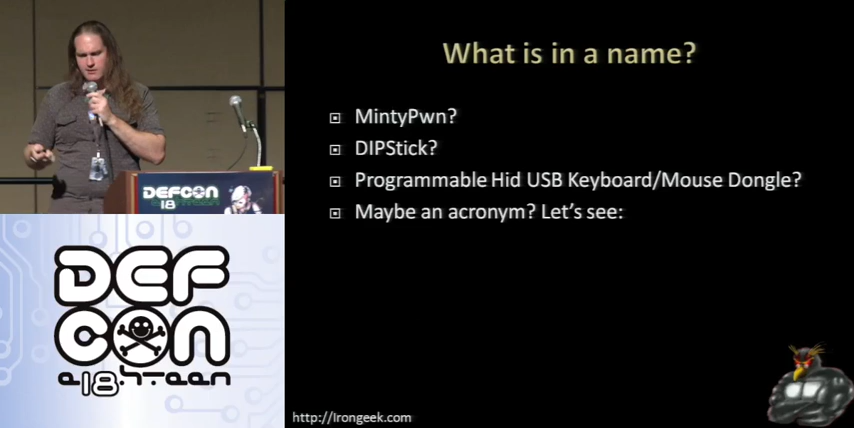 What is in a name?
MintyPwn?
DIPStick?
Programmable Hid USB Keyboard/Mouse Dongle?
Maybe an acronym? Let's see:
http://Irongeek.com
DEFCON
18
DEF
CON
e18hteen